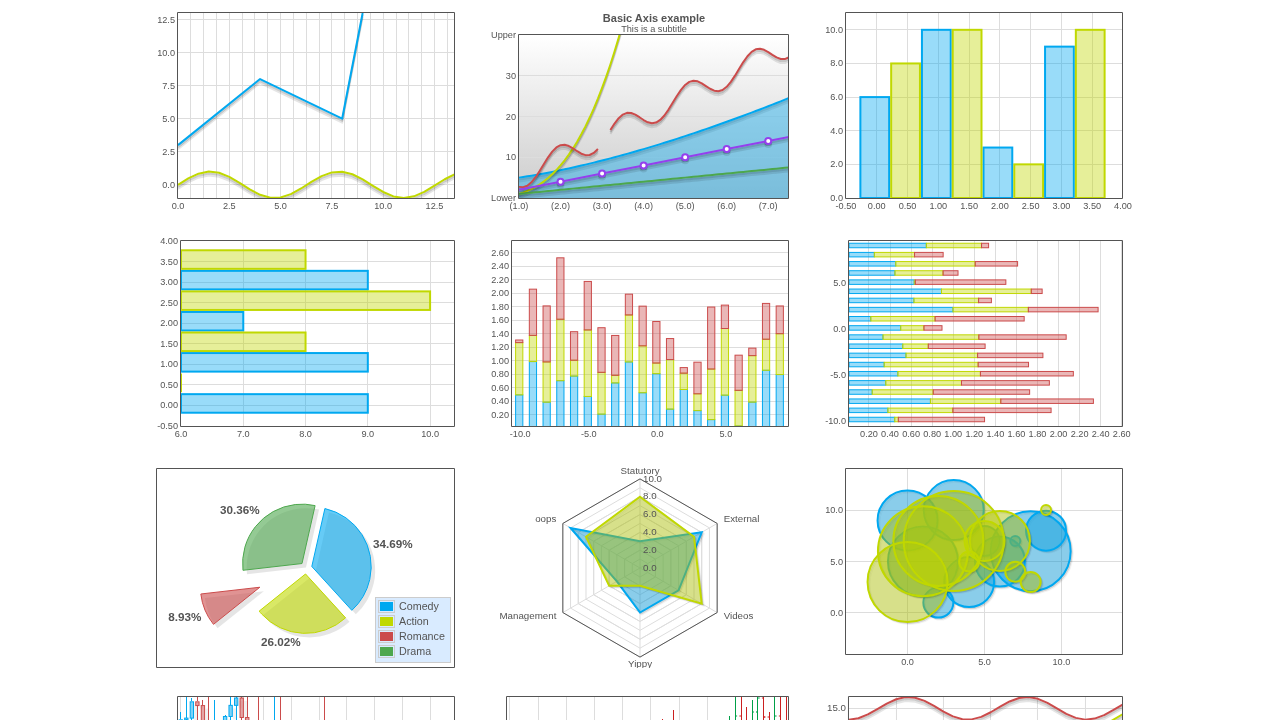 12.5
10.0
7.5
5.0
2.5
0.0
0.0 2.5 5.0 7.5 10.0 12.5
Basic Axis example
This is a subtitle
Upper
30
20
10
Lower
(1.0) (2.0) (3.0) (4.0) (5.0) (6.0) (7.0)
10.0
8.0
6.0
4.0
2.0
0.0
-0.50 0.00 0.50 1.00 1.50 2.00 2.50 3.00 3.50 4.00
4.00
3.50
3.00
2.50
2.00
1.50
1.00
0.50
0.00
-0.50
6.0 7.0 8.0 9.0 10.0
2.60
2.40
2.20
2.00
1.80
1.60
1.40
1.20
1.00
0.80
0.60
0.40
0.20
-10.0 -5.0 0.0 5.0
5.0
0.0
-5.0
-10.0
0.20 0.40 0.60 0.80 1.00 1.20 1.40 1.60 1.80 2.00 2.20 2.40 2.60
30.36%
34.69%
8.93%
26.02%
Comedy
Action
Romance
Drama
Statutory
10.0
8.0
6.0
4.0
2.0
0.0
oops
External
Management
Videos
Yippy
10.0
5.0
0.0
0.0 5.0 10.0
15.0